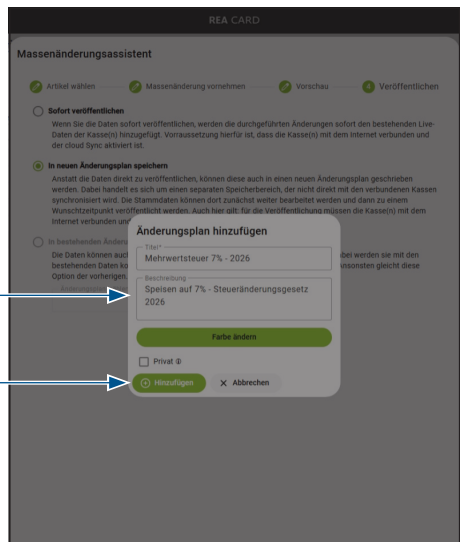 REA CARD
Massenänderungsassistent
Artikel wählen Massenänderung vornehmen Vorschau 4 Veröffentlichen
Sofort veröffentlichen
Wenn Sie die Daten sofort veröffentlichen, werden die durchgeführten Änderungen sofort den bestehenden Live-
Daten der Kasse(n) hinzugefügt. Vorraussetzung hierfür ist, dass die Kasse(n) mit dem Internet verbunden und
der cloud Sync aktiviert ist.
In neuen Änderungsplan speichern
Anstatt die Daten direkt zu veröffentlichen, können diese auch in einen neuen Änderungsplan geschrieben
werden. Dabei handelt es sich um einen separaten Speicherbereich, der nicht direkt mit den verbundenen Kassen
synchronisiert wird. Die Stammdaten können dort zunächst weiter bearbeitet werden und dann zu einem
Wunschzeitpunkt veröffentlicht werden. Auch hier gilt: für die Veröffentlichung müssen die Kasse(n) mit dem
Internet verbunden und
In bestehenden
Die Daten können auch bei werden sie mit den
bestehenden Daten Ansonsten gleicht diese
Option der vorherigen.
Änderungsplan hinzufügen
Titel*
Mehrwertsteuer 7% - 2026
Beschreibung
Speisen auf 7% - Steueränderungsgesetz
2026
Farbe ändern
Privat
Hinzufügen Abbrechen